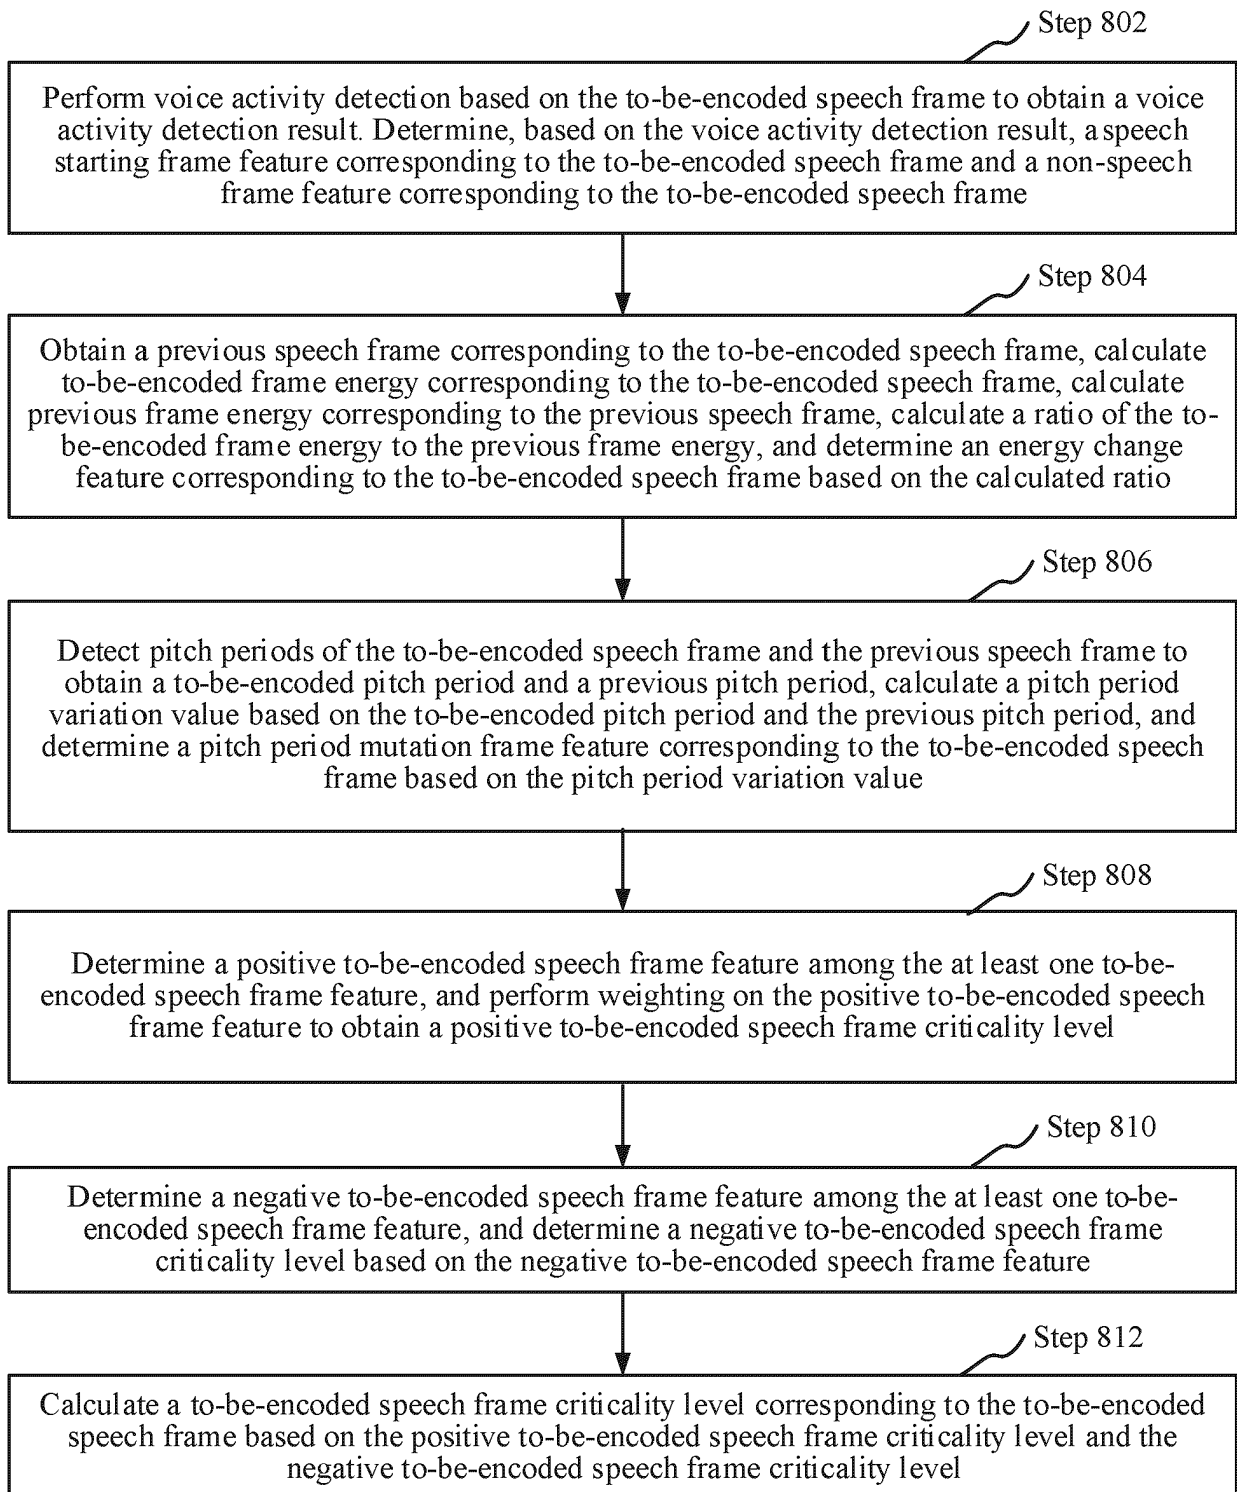 Step 802
Perform voice activity detection based on the to-be-encoded speech frame to obtain a voice
activity detection result. Determine, based on the voice activity detection result, a speech
starting frame feature corresponding to the to-be-encoded speech frame and a non-speech
frame feature corresponding to the to-be-encoded speech frame
Step 804
Obtain a previous speech frame corresponding to the to-be-encoded speech frame, calculate
to-be-encoded frame energy corresponding to the to-be-encoded speech frame, calculate
previous frame energy corresponding to the previous speech frame, calculate a ratio of the to-
be-encoded frame energy to the previous frame energy, and determine an energy change
feature corresponding to the to-be-encoded speech frame based on the calculated ratio
Step 806
Detect pitch periods of the to-be-encoded speech frame and the previous speech frame to
obtain a to-be-encoded pitch period and a previous pitch period, calculate a pitch period
variation value based on the to-be-encoded pitch period and the previous pitch period, and
determine a pitch period mutation frame feature corresponding to the to-be-encoded speech
frame based on the pitch period variation value
Step 808
Determine a positive to-be-encoded speech frame feature among the at least one to-be-
encoded speech frame feature, and perform weighting on the positive to-be-encoded speech
frame feature to obtain a positive to-be-encoded speech frame criticality level
Step 810
Determine a negative to-be-encoded speech frame feature among the at least one to-be-
encoded speech frame feature, and determine a negative to-be-encoded speech frame
criticality level based on the negative to-be-encoded speech frame feature
Step 812
Calculate a to-be-encoded speech frame criticality level corresponding to the to-be-encoded
speech frame based on the positive to-be-encoded speech frame criticality level and the
negative to-be-encoded speech frame criticality level